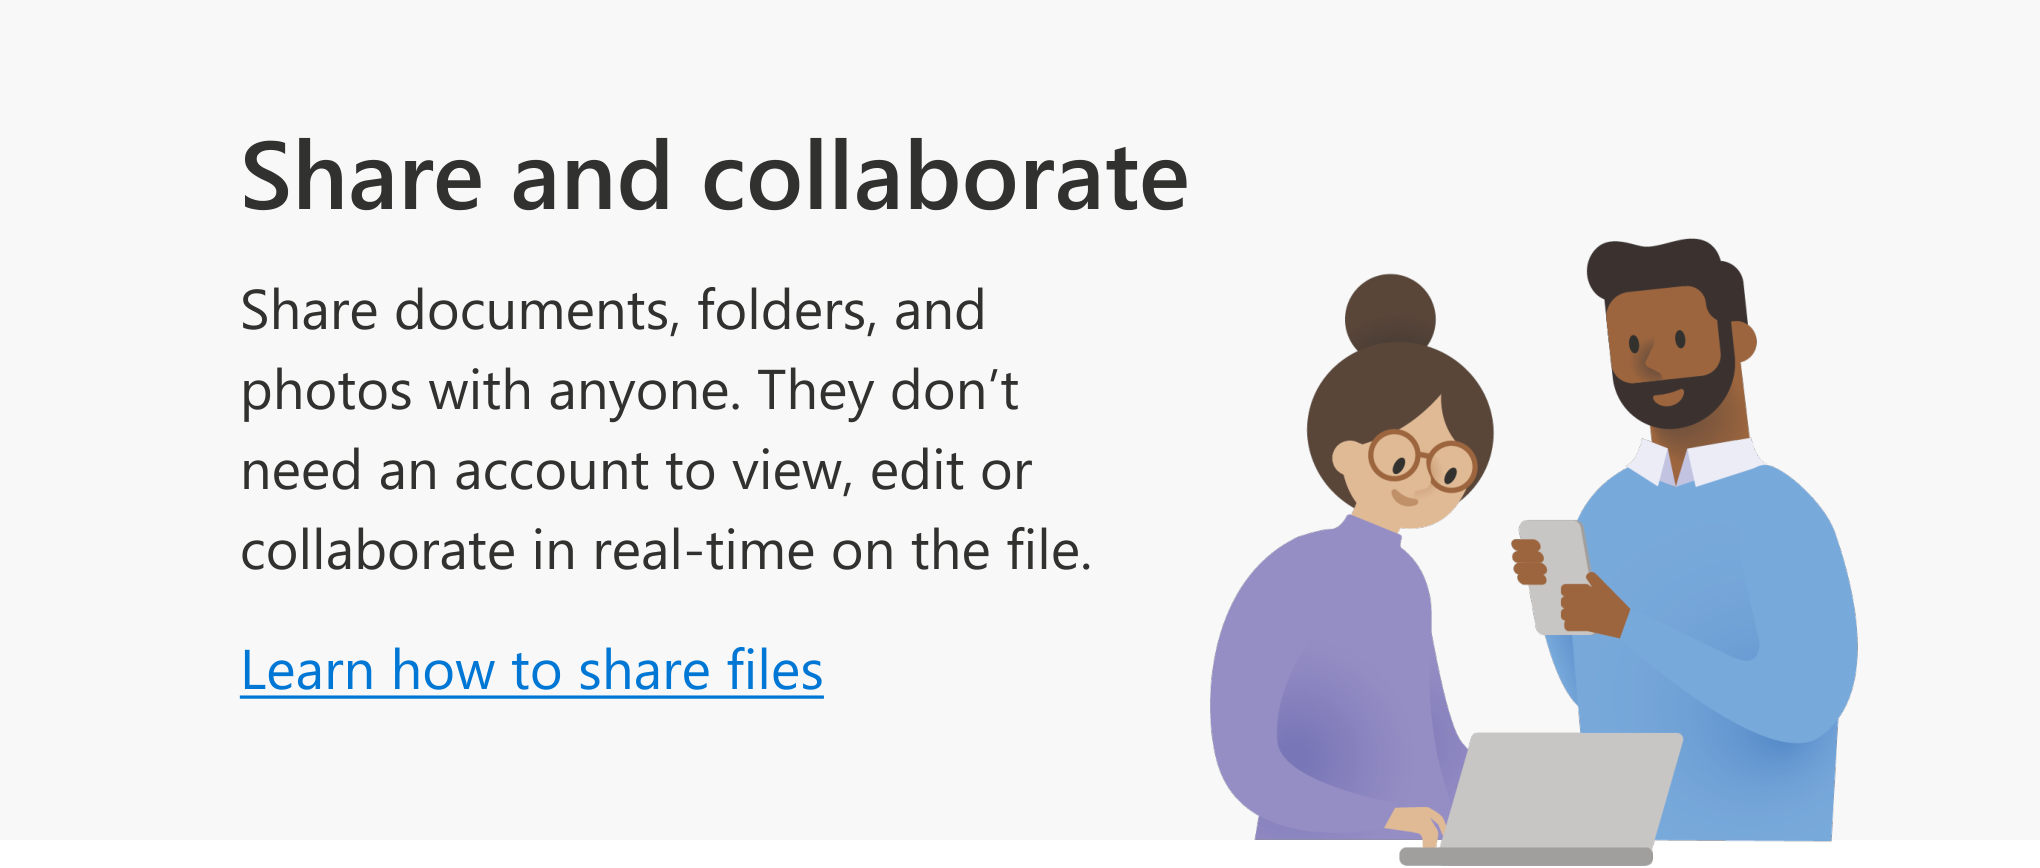 Share and collaborate
Share documents, folders, and
photos with anyone. They don’t
need an account to view, edit or
collaborate in real-time on the file.
Learn how to share files